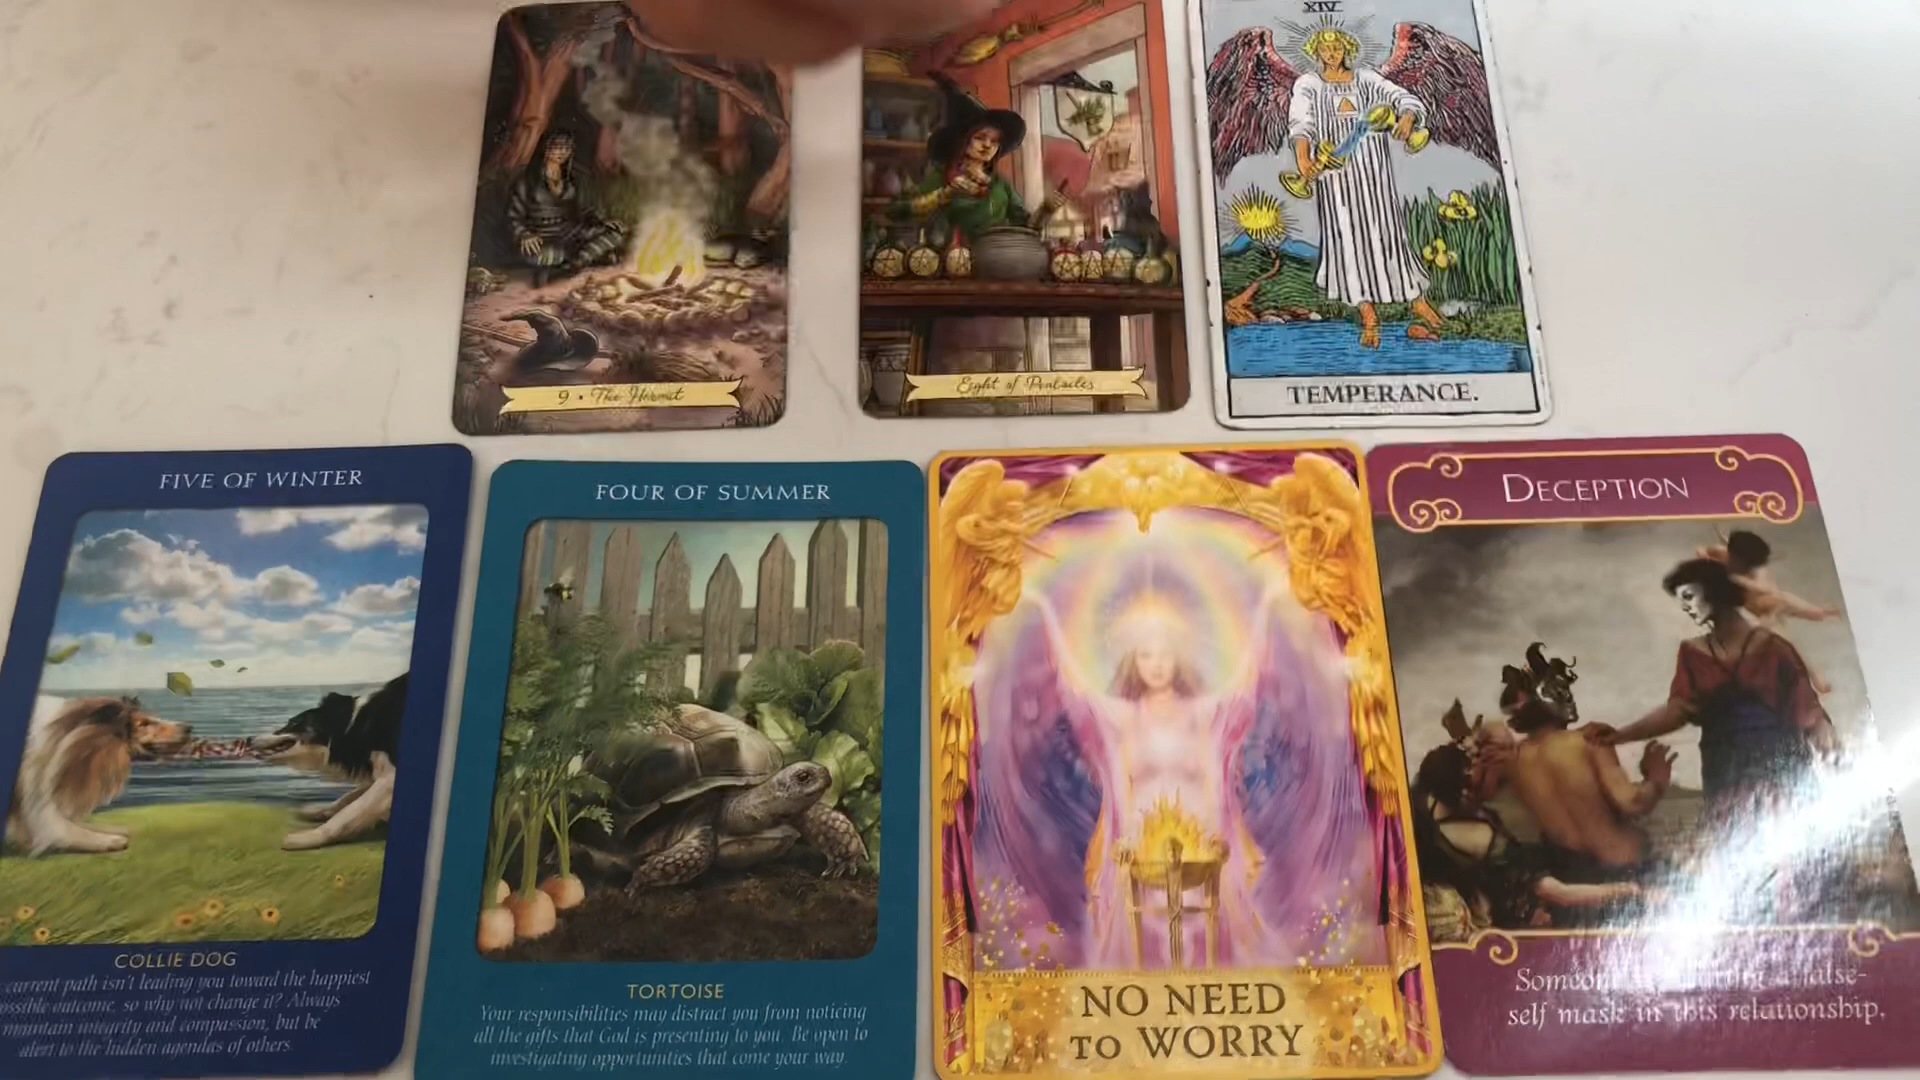 XIV
9 • The Hermit
Eight of Pentacles
TEMPERANCE.
FIVE OF WINTER
COLLIE DOG
current path isn't leading you toward the happiest
possible outcome, so why not change it? Always
maintain integrity and compassion, but be
alert to the hidden agendas of others.
FOUR OF SUMMER
TORTOISE
Your responsibilities may distract you from noticing
all the gifts that God is presenting to you. Be open to
investigating opportunities that come your way.
NO NEED
TO WORRY
DECEPTION
Someone a false-
self mask in this relationship.